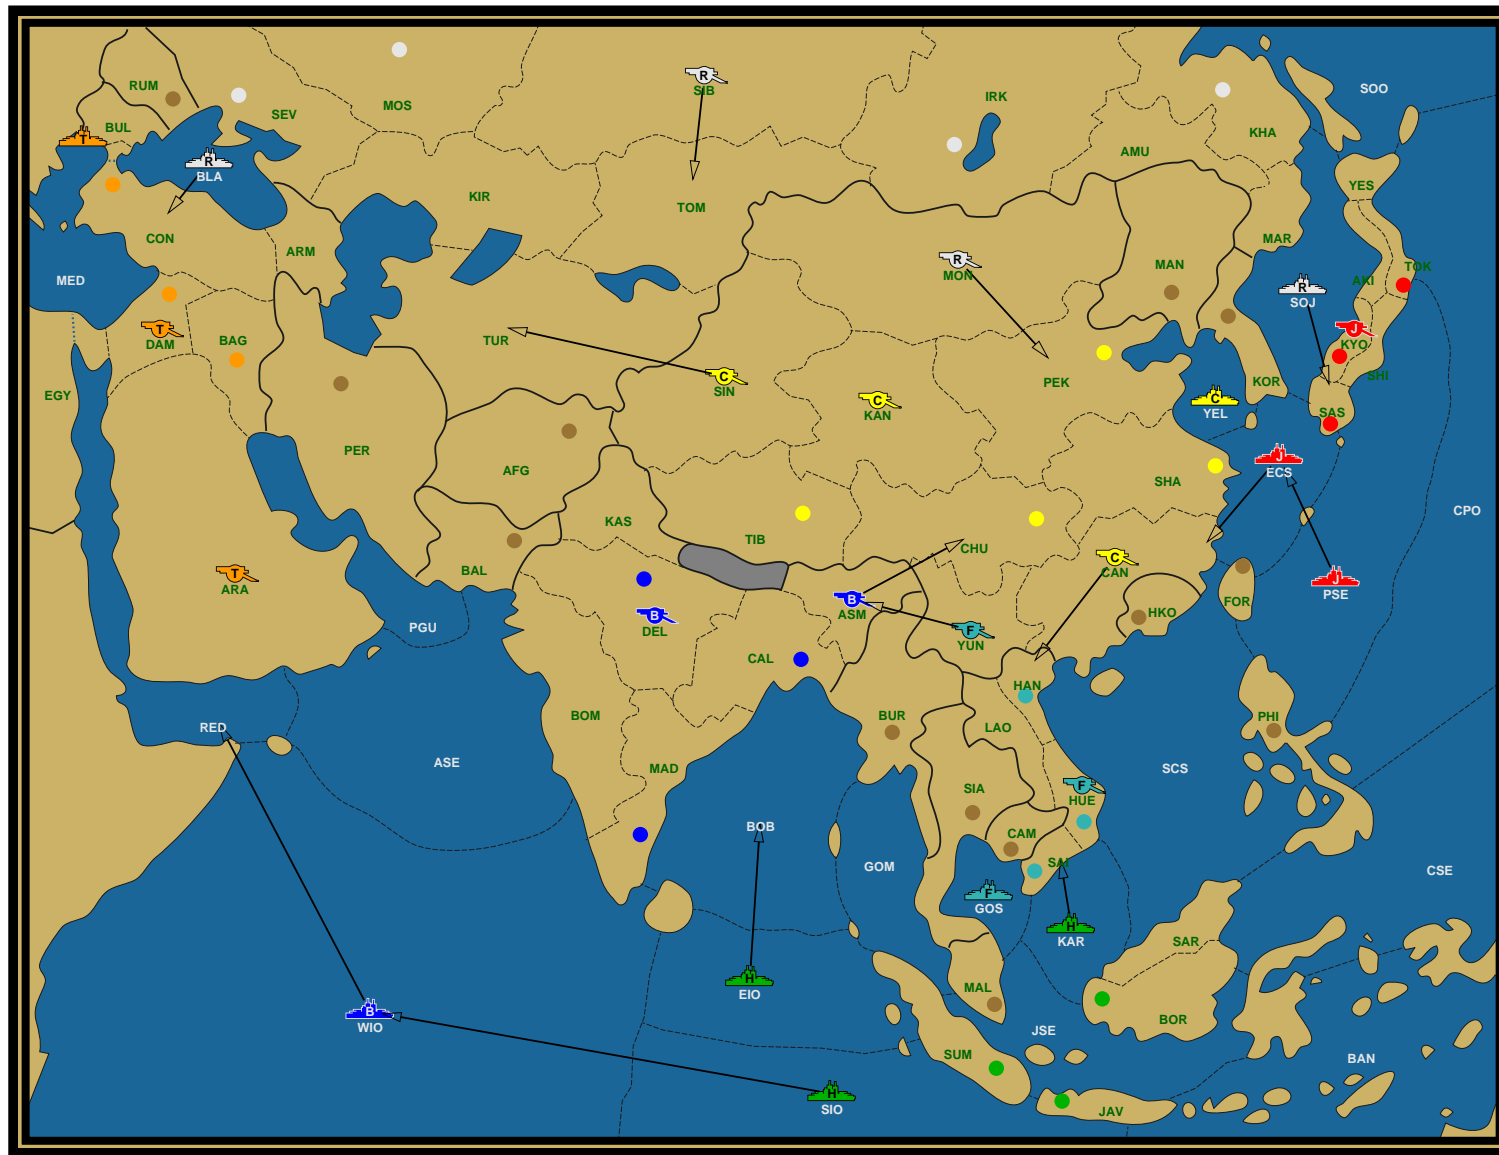 RUM
BUL
SEV
MOS
R
SIB
IRK
AMU
KHA
SOO
T
R
BLA
CON
KIR
TOM
YES
MED
ARM
R
MON
MAN
MAR
R
SOJ
AKI
TOK
T
DAM
BAG
TUR
J
KYO
EGY
C
SIN
C
KAN
PEK
KOR
SHI
C
YEL
SAS
PER
AFG
J
ECS
SHA
CPO
KAS
TIB
CHU
C
CAN
BAL
T
ARA
J
PSE
B
ASM
FOR
HKO
B
DEL
PGU
F
YUN
CAL
HAN
BOM
BUR
LAO
PHI
RED
ASE
MAD
SCS
SIA
F
HUE
BOB
CAM
GOM
SAI
CSE
F
GOS
H
KAR
SAR
H
EIO
MAL
B
WIO
BOR
JSE
SUM
BAN
H
SIO
JAV